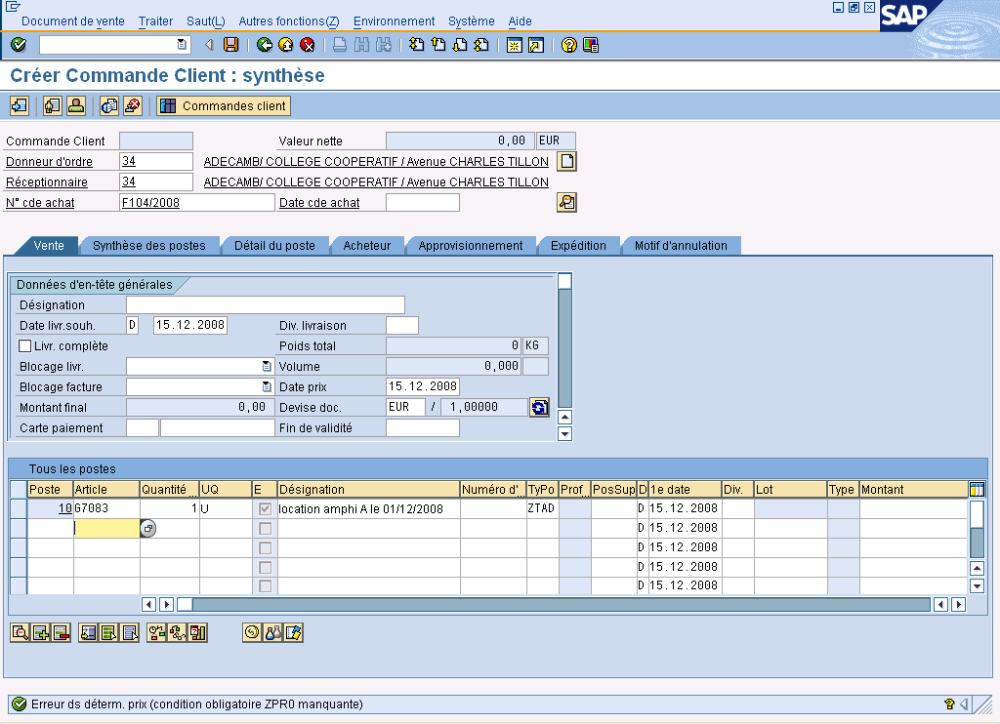 Document de vente Traiter Saut(L) Autres fonctions(Z) Environnement Système Aide
SAP
Créer Commande Client : synthèse
Commandes client
Commande Client Valeur nette 0,00 EUR
Donneur d'ordre 34 ADECAMB/ COLLEGE COOPERATIF / Avenue CHARLES TILLON
Réceptionnaire 34 ADECAMB/ COLLEGE COOPERATIF / Avenue CHARLES TILLON
N° cde achat F104/2008 Date cde achat
Vente Synthèse des postes Détail du poste Acheteur Approvisionnement Expédition Motif d'annulation
Données d'en-tête générales
Désignation
Date livr.souh. D 15.12.2008 Div. livraison
Livr. complète Poids total 0 KG
Blocage livr. Volume 0,000
Blocage facture Date prix 15.12.2008
Montant final 0,00 Devise doc. EUR / 1,00000
Carte paiement Fin de validité
Tous les postes
Poste Article Quantité ... UQ E Désignation Numéro d'... TyPo Prof... PosSup D 1e date Div. Lot Type Montant
10 G7083 1 U location amphi A le 01/12/2008 ZTAD D 15.12.2008
D 15.12.2008
D 15.12.2008
D 15.12.2008
D 15.12.2008
Erreur ds déterm. prix (condition obligatoire ZPR0 manquante)